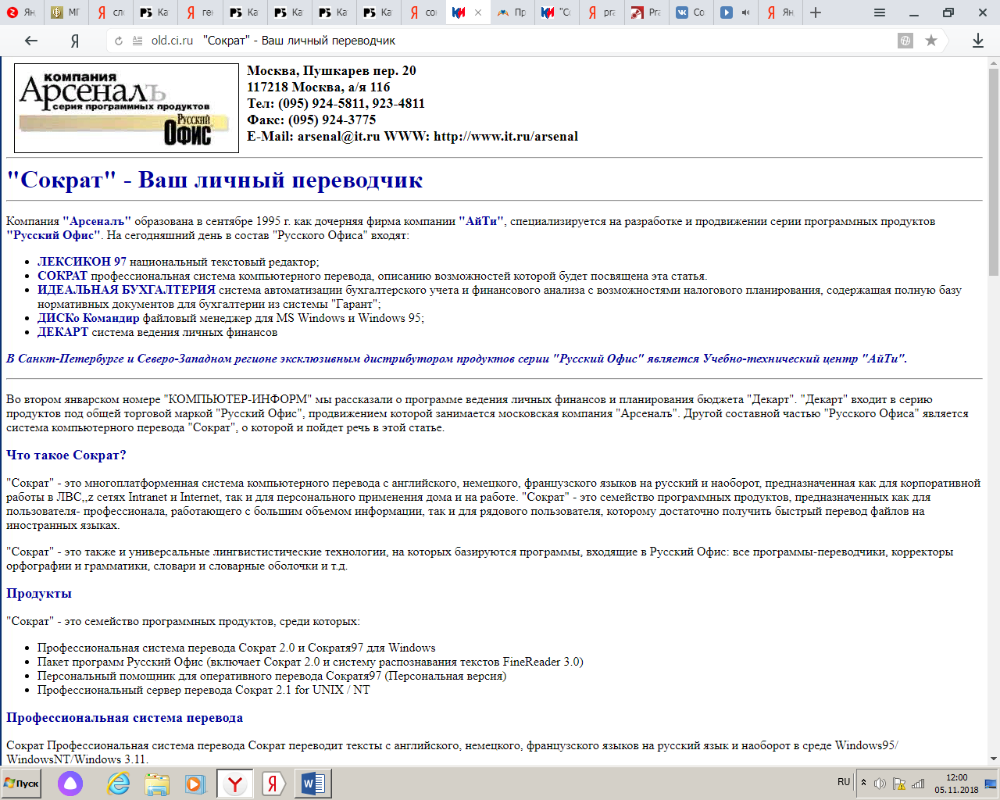 Ян
МГ
сло
Ка
ген
Ка
Ка
Ка
Ка
сок
Пр
"Со
pra
Pra
Со
Ян
old.ci.ru "Сократ" - Ваш личный переводчик
компания
Арсеналъ
серия программных продуктов
Русский
Офис
Москва, Пушкарев пер. 20
117218 Москва, а/я 116
Тел: (095) 924-5811, 923-4811
Факс: (095) 924-3775
E-Mail: arsenal@it.ru WWW: http://www.it.ru/arsenal
"Сократ" - Ваш личный переводчик
Компания "Арсеналъ" образована в сентябре 1995 г. как дочерняя фирма компании "АйТи", специализируется на разработке и продвижении серии программных продуктов
"Русский Офис". На сегодняшний день в состав "Русского Офиса" входят:
ЛЕКСИКОН 97 национальный текстовый редактор;
СОКРАТ профессиональная система компьютерного перевода, описанию возможностей которой будет посвящена эта статья.
ИДЕАЛЬНАЯ БУХГАЛТЕРИЯ система автоматизации бухгалтерского учета и финансового анализа с возможностями налогового планирования, содержащая полную базу
нормативных документов для бухгалтерии из системы "Гарант";
ДИСКо Командир файловый менеджер для MS Windows и Windows 95;
ДЕКАРТ система ведения личных финансов
В Санкт-Петербурге и Северо-Западном регионе эксклюзивным дистрибутором продуктов серии "Русский Офис" является Учебно-технический центр "АйТи".
Во втором январском номере "КОМПЬЮТЕР-ИНФОРМ" мы рассказали о программе ведения личных финансов и планирования бюджета "Декарт". "Декарт" входит в серию
продуктов под общей торговой маркой "Русский Офис", продвижением которой занимается московская компания "Арсеналъ". Другой составной частью "Русского Офиса" является
система компьютерного перевода "Сократ", о которой и пойдет речь в этой статье.
Что такое Сократ?
"Сократ" - это многоплатформенная система компьютерного перевода с английского, немецкого, французского языков на русский и наоборот, предназначенная как для корпоративной
работы в ЛВС,,z сетях Intranet и Internet, так и для персонального применения дома и на работе. "Сократ" - это семейство программных продуктов, предназначенных как для
пользователя- профессионала, работающего с большим объемом информации, так и для рядового пользователя, которому достаточно получить быстрый перевод файлов на
иностранных языках.
"Сократ" - это также и универсальные лингвистистические технологии, на которых базируются программы, входящие в Русский Офис: все программы-переводчики, корректоры
орфографии и грамматики, словари и словарные оболочки и т.д.
Продукты
"Сократ" - это семейство программных продуктов, среди которых:
Профессиональная система перевода Сократ 2.0 и Сократя97 для Windows
Пакет программ Русский Офис (включает Сократ 2.0 и систему распознавания текстов FineReader 3.0)
Персональный помощник для оперативного перевода Сократя97 (Персональная версия)
Профессиональный сервер перевода Сократ 2.1 for UNIX / NT
Профессиональная система перевода
Сократ Профессиональная система перевода Сократ переводит тексты с английского, немецкого, французского языков на русский язык и наоборот в среде Windows95/
WindowsNT/Windows 3.11.
Пуск
RU
12:00
05.11.2018